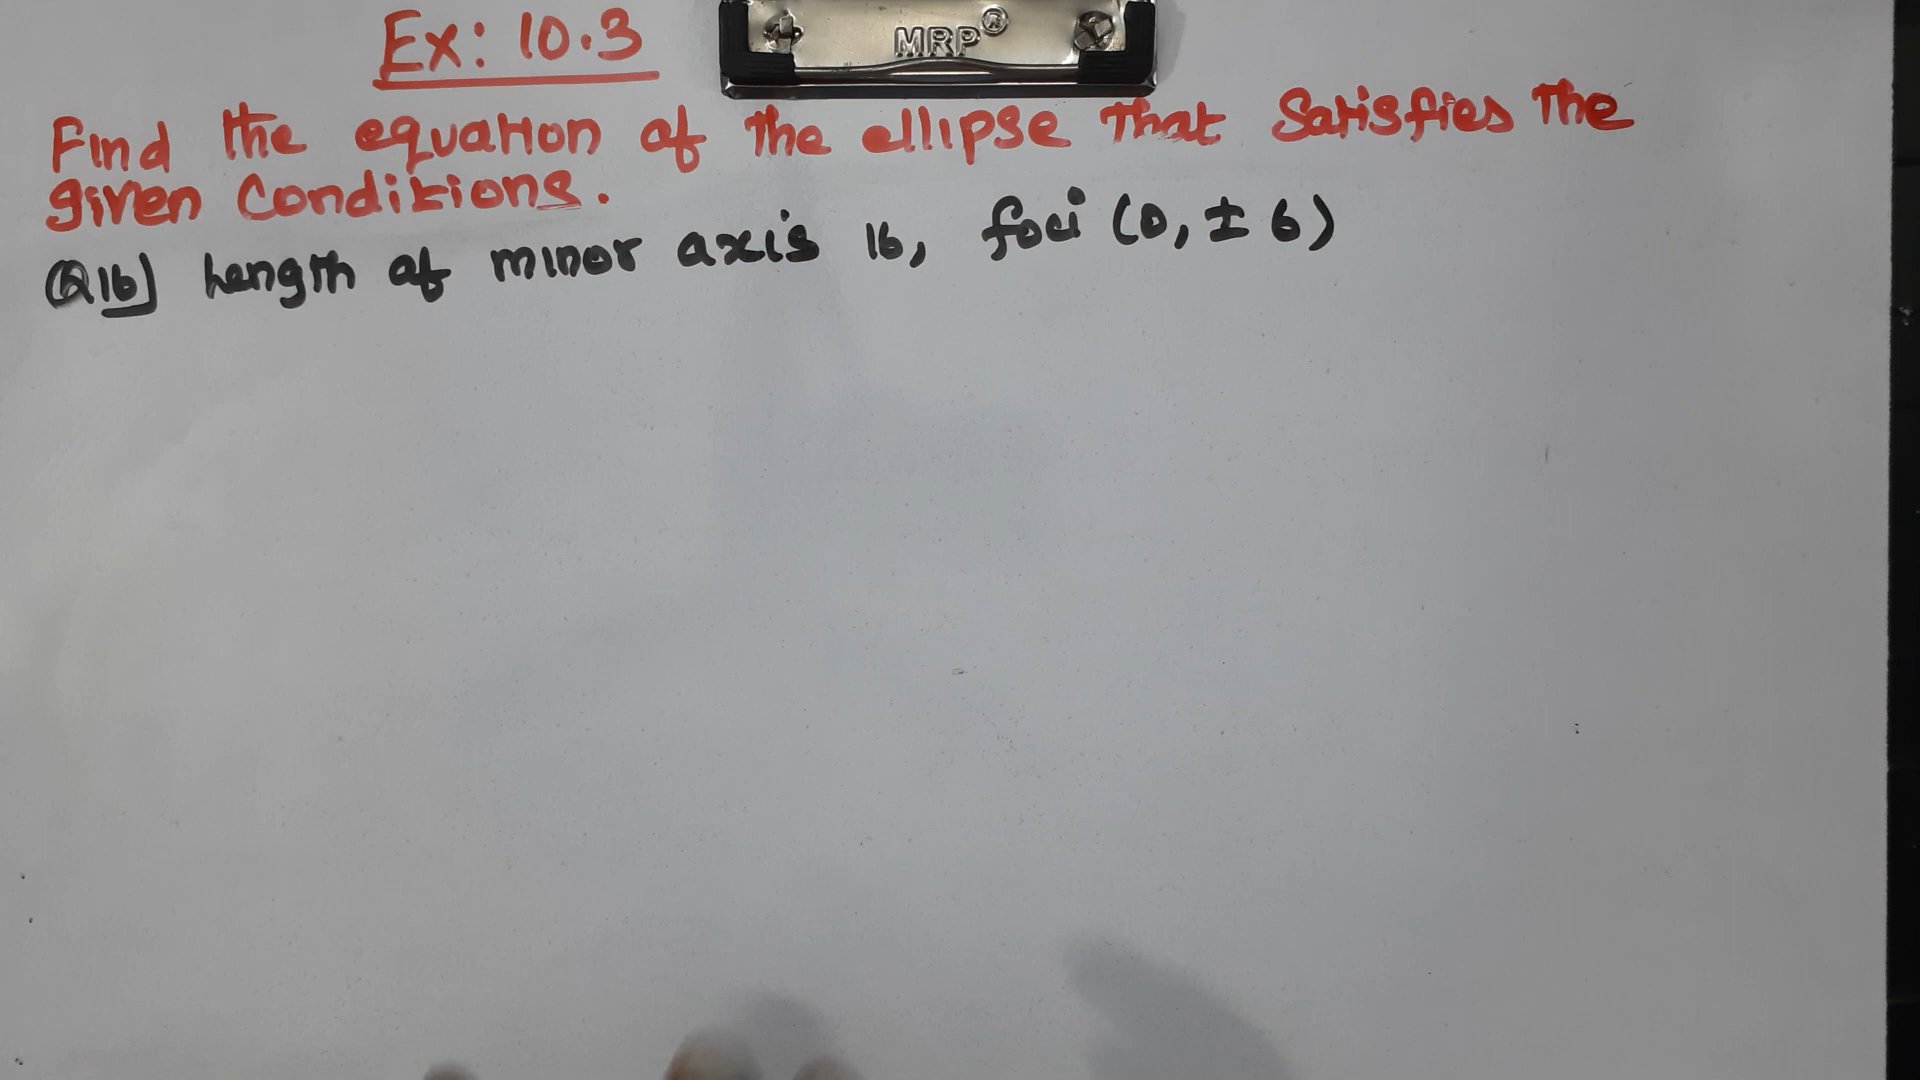 Ex: 10.3
MRP®
Find the equation of the ellipse that satisfies the
given conditions.
Q16] Length of minor axis 16, foci (0, ± 6)